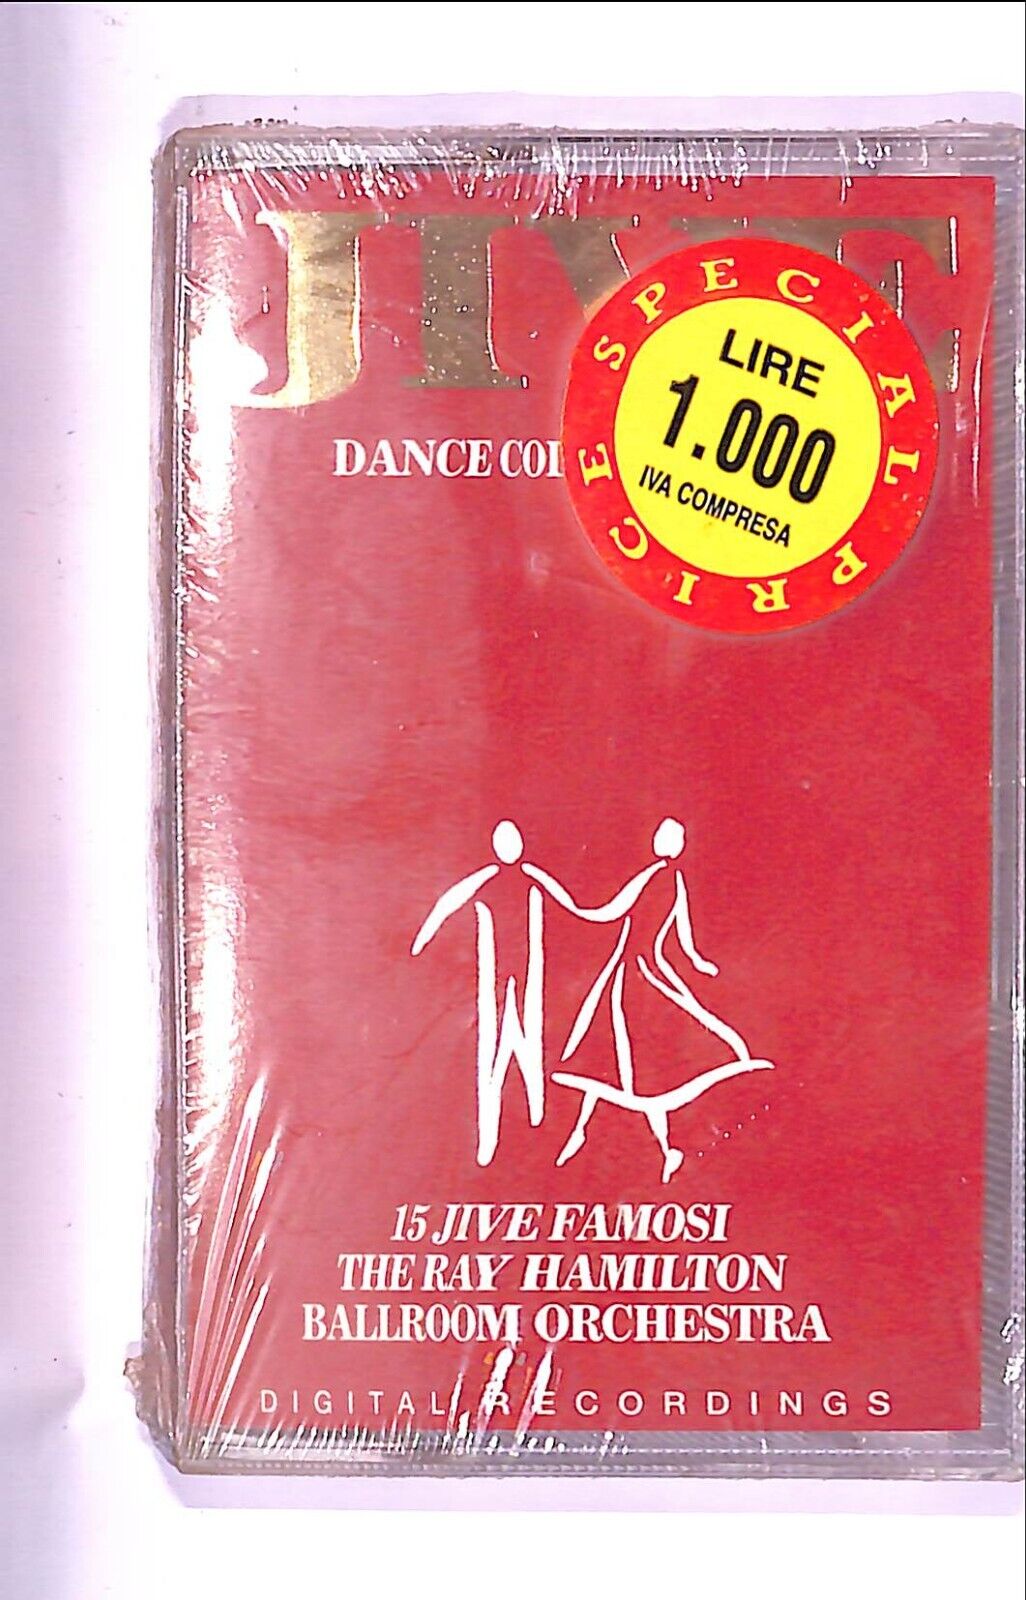 JIVE
DANCE COL
SPECIAL PRICE
LIRE
1.000
IVA COMPRESA
15 JIVE FAMOSI
THE RAY HAMILTON
BALLROOM ORCHESTRA
DIGITAL RECORDINGS